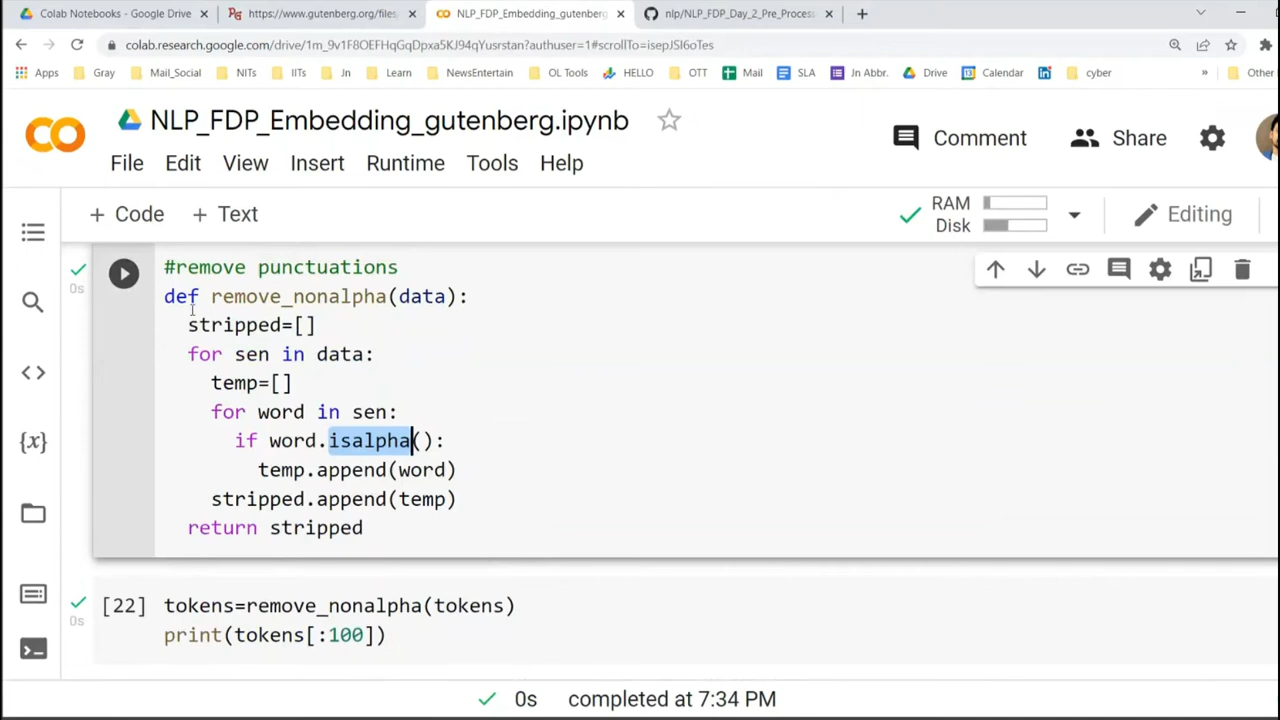 Colab Notebooks - Google Drive
https://www.gutenberg.org/files
NLP_FDP_Embedding_gutenberg
nlp/NLP_FDP_Day_2_Pre_Process
colab.research.google.com/drive/1m_9v1F8OEFHqGqDpxa5KJ94qYusrstan?authuser=1#scrollTo=isepJSI6oTes
Apps Gray Mail_Social NITs IITs Jn Learn NewsEntertain OL Tools HELLO OTT Mail SLA Jn Abbr. Drive Calendar cyber » Other
NLP_FDP_Embedding_gutenberg.ipynb
Comment Share
File Edit View Insert Runtime Tools Help
+ Code + Text
RAM
Disk
Editing
#remove punctuations
0s
def remove_nonalpha(data):
stripped=[]
for sen in data:
temp=[]
for word in sen:
if word.isalpha():
temp.append(word)
stripped.append(temp)
return stripped
[22] tokens=remove_nonalpha(tokens)
0s
print(tokens[:100])
0s completed at 7:34 PM